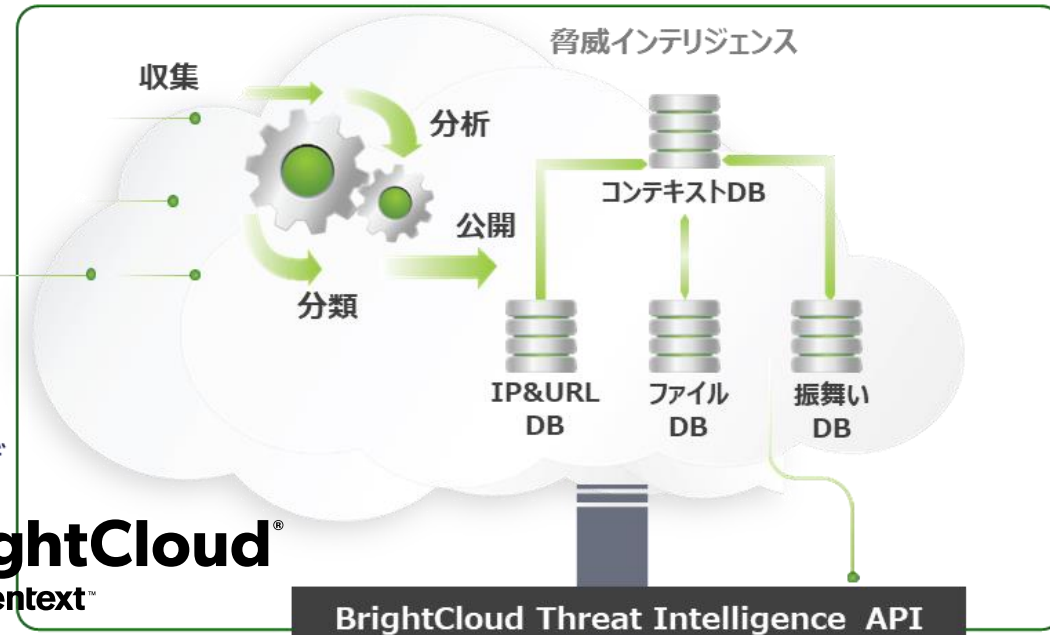 脅威インテリジェンス
収集
分析
コンテキストDB
公開
分類
IP&URL
DB
ファイル
DB
振舞い
DB
ghtCloud®
entext™
BrightCloud Threat Intelligence API